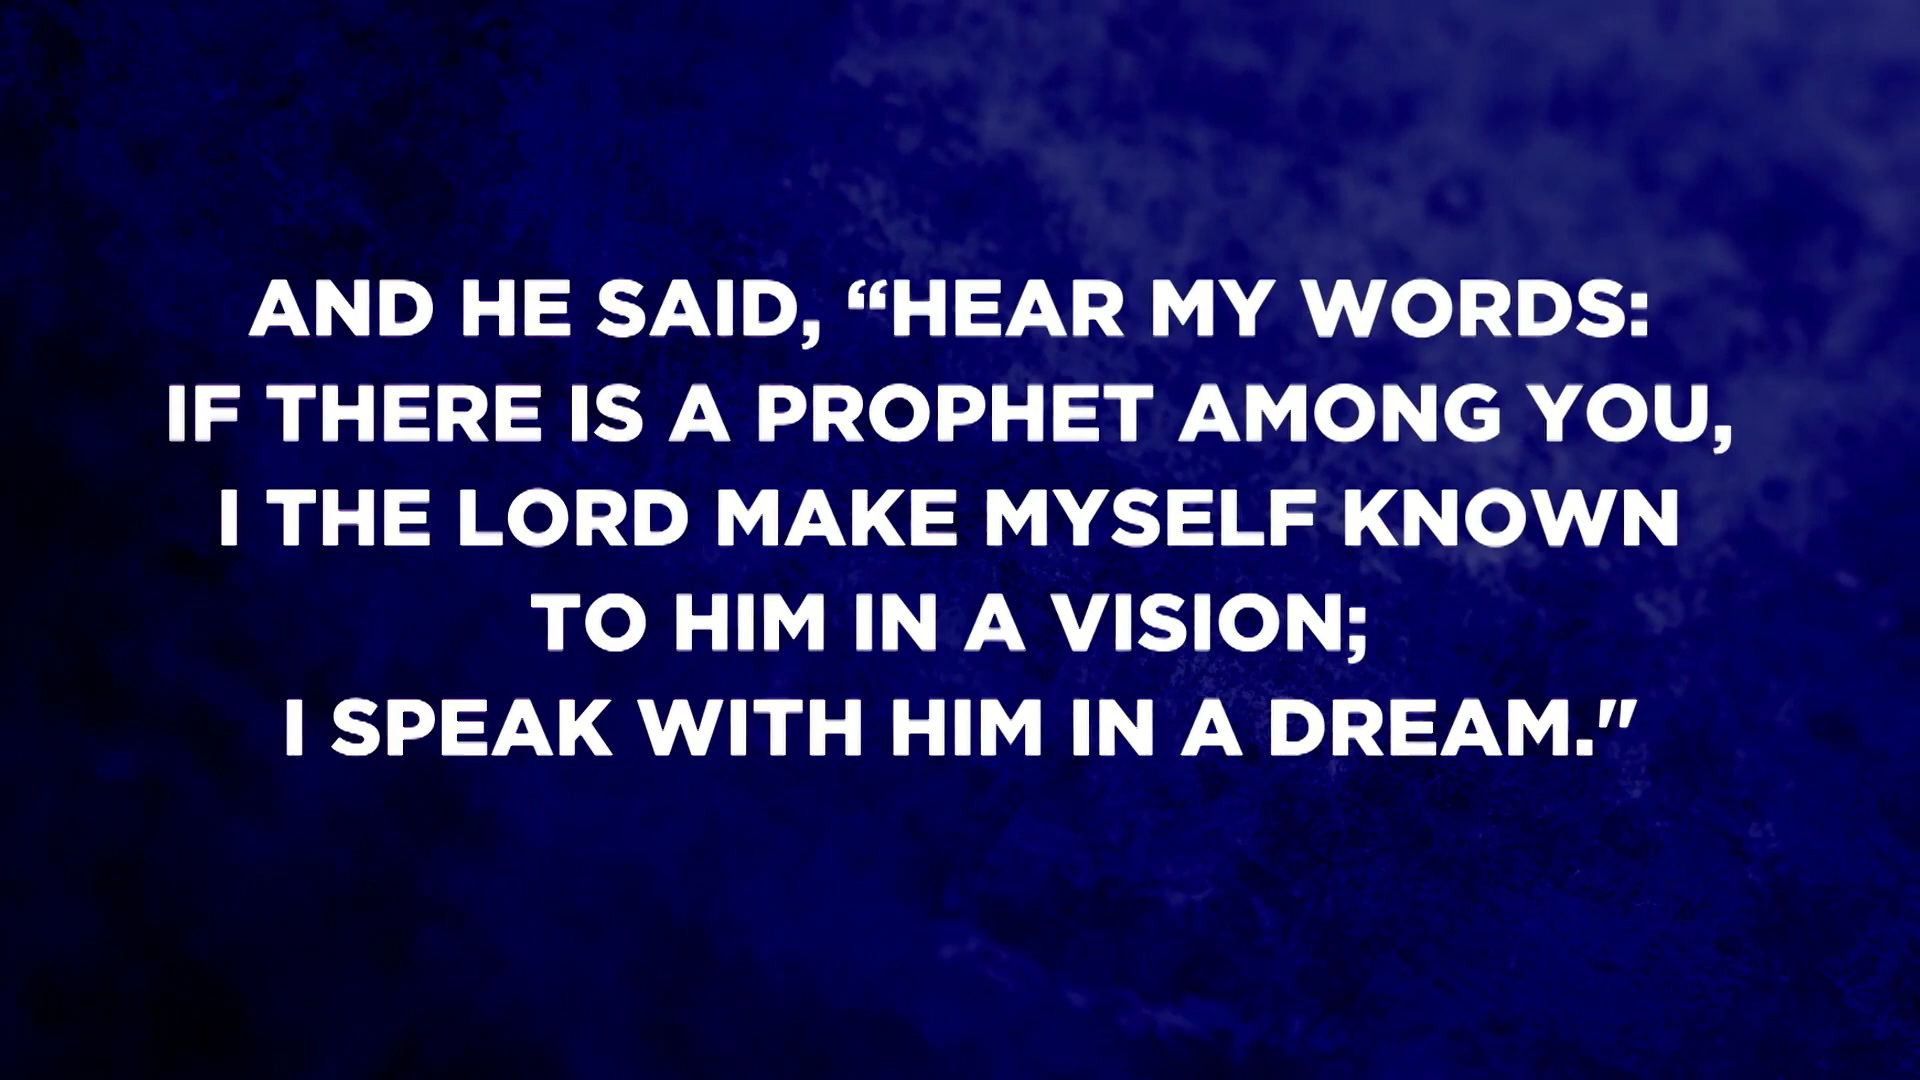 AND HE SAID, “HEAR MY WORDS:
IF THERE IS A PROPHET AMONG YOU,
I THE LORD MAKE MYSELF KNOWN
TO HIM IN A VISION;
I SPEAK WITH HIM IN A DREAM."